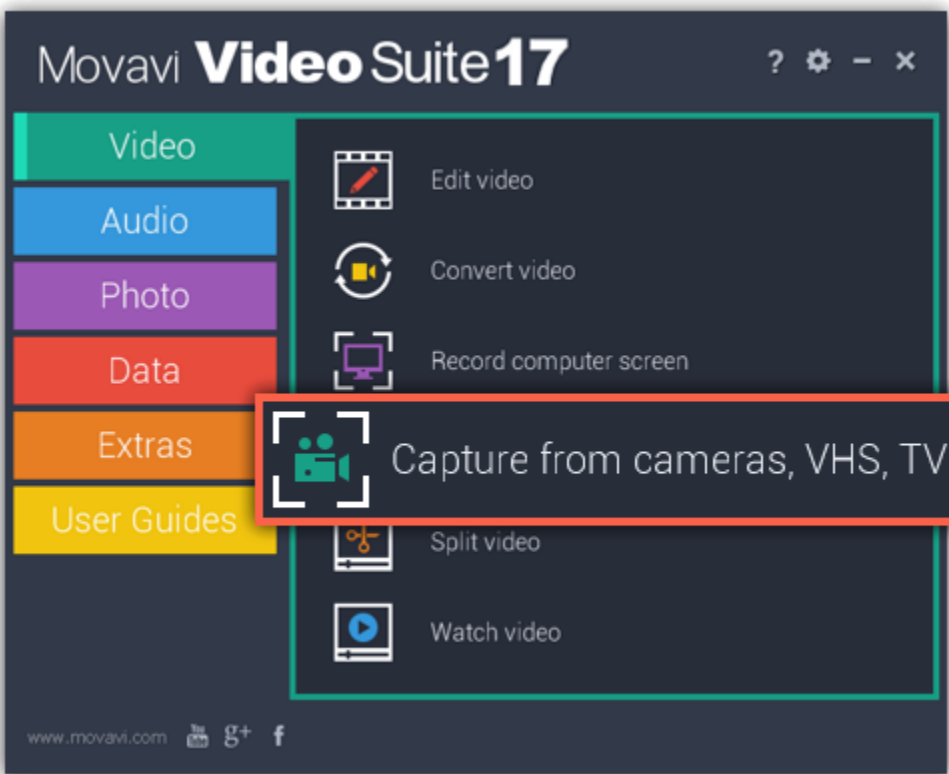 Movavi Video Suite 17
?
Video
Audio
Photo
Data
Extras
User Guides
Edit video
Convert video
Record computer screen
Capture from cameras, VHS, TV
Split video
Watch video
www.movavi.com You Tube g+ f